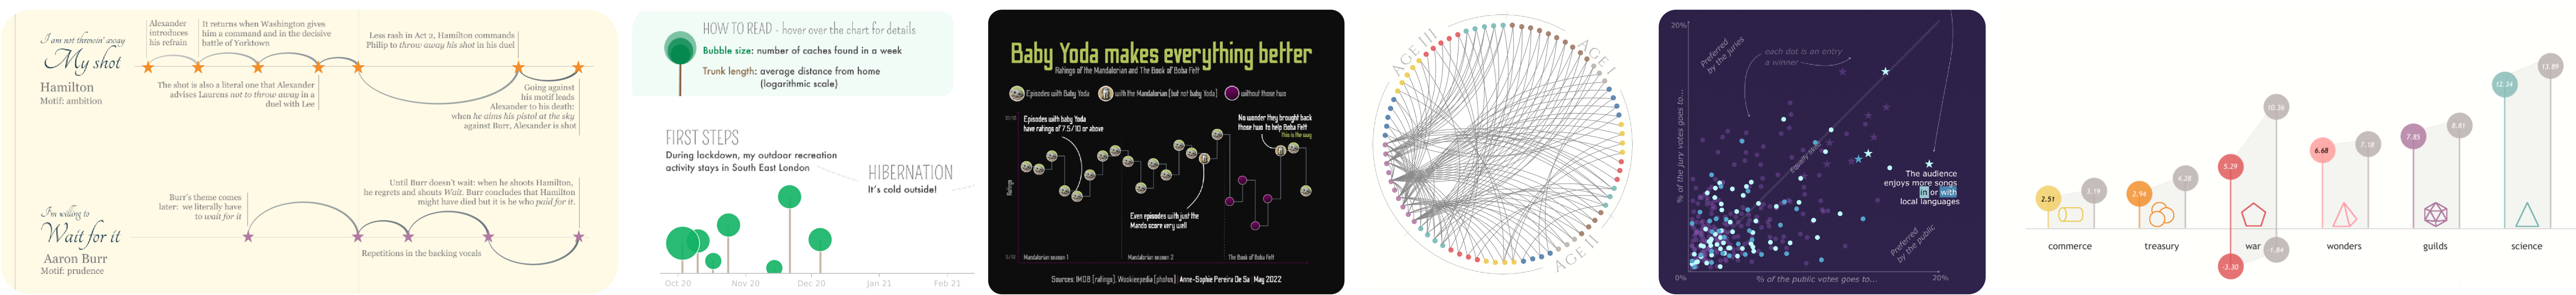 I am not throwin' away
My shot
Hamilton
Motif: ambition
Alexander
introduces
his refrain
It returns when Washington gives
him a command and in the decisive
battle of Yorktown
Less rash in Act 2, Hamilton commands
Philip to throw away his shot in his duel
The shot is also a literal one that Alexander
advises Laurens not to throw away in a
duel with Lee
Going against
his motif leads
Alexander to his death:
when he aims his pistol at the sky
against Burr, Alexander is shot
I'm willing to
Wait for it
Aaron Burr
Motif: prudence
Burr's theme comes
later: we literally have
to wait for it
Until Burr doesn't wait: when he shoots Hamilton,
he regrets and shouts Wait. Burr concludes that Hamilton
might have died but it is he who paid for it.
Repetitions in the backing vocals
HOW TO READ - hover over the chart for details
Bubble size: number of caches found in a week
Trunk length: average distance from home
(logarithmic scale)
FIRST STEPS
During lockdown, my outdoor recreation
activity stays in South East London
HIBERNATION
It's cold outside!
Oct 20
Nov 20
Dec 20
Jan 21
Feb 21
Baby Yoda makes everything better
Ratings of the Mandalorian and The Book of Boba Fett
Episodes with Baby Yoda
with the Mandalorian (but not baby Yoda)
without those two
10/10
Episodes with baby Yoda
have ratings of 7.5/10 or above
No wonder they brought back
those two to help Boba Fett
This is the way
Ratings
Even episodes with just the
Mando score very well
5/10
Mandalorian season 1
Mandalorian season 2
The Book of Boba Fett
Sources: IMDB (ratings), Wookieepedia (photos) | Anne-Sophie Pereira De Sá | May 2022
AGE III
AGE I
AGE II
20%
Preferred
by the juries
each dot is an entry
a winner
% of the jury votes goes to...
Equality line
The audience
enjoys more songs
in or with
local languages
Preferred
by the public
0%
% of the public votes goes to...
20%
2.51
3.19
commerce
2.94
4.28
treasury
10.36
5.29
war
-1.84
-3.30
6.68
7.18
wonders
7.85
8.81
guilds
12.34
13.89
science